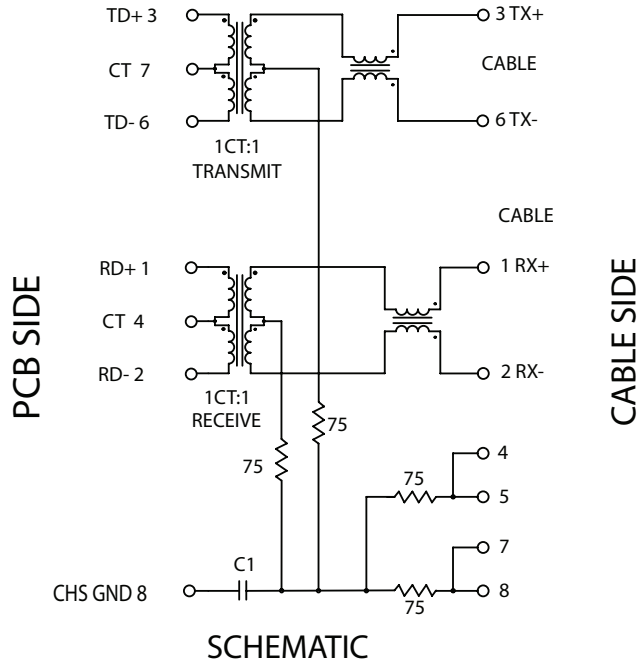 TD+ 3
3 TX+
CT 7
CABLE
TD- 6
6 TX-
1CT:1
TRANSMIT
CABLE
RD+ 1
1 RX+
PCB SIDE
CT 4
CABLE SIDE
RD- 2
2 RX-
1CT:1
RECEIVE
75
75
4
75
5
7
C1
CHS GND 8
8
75
SCHEMATIC